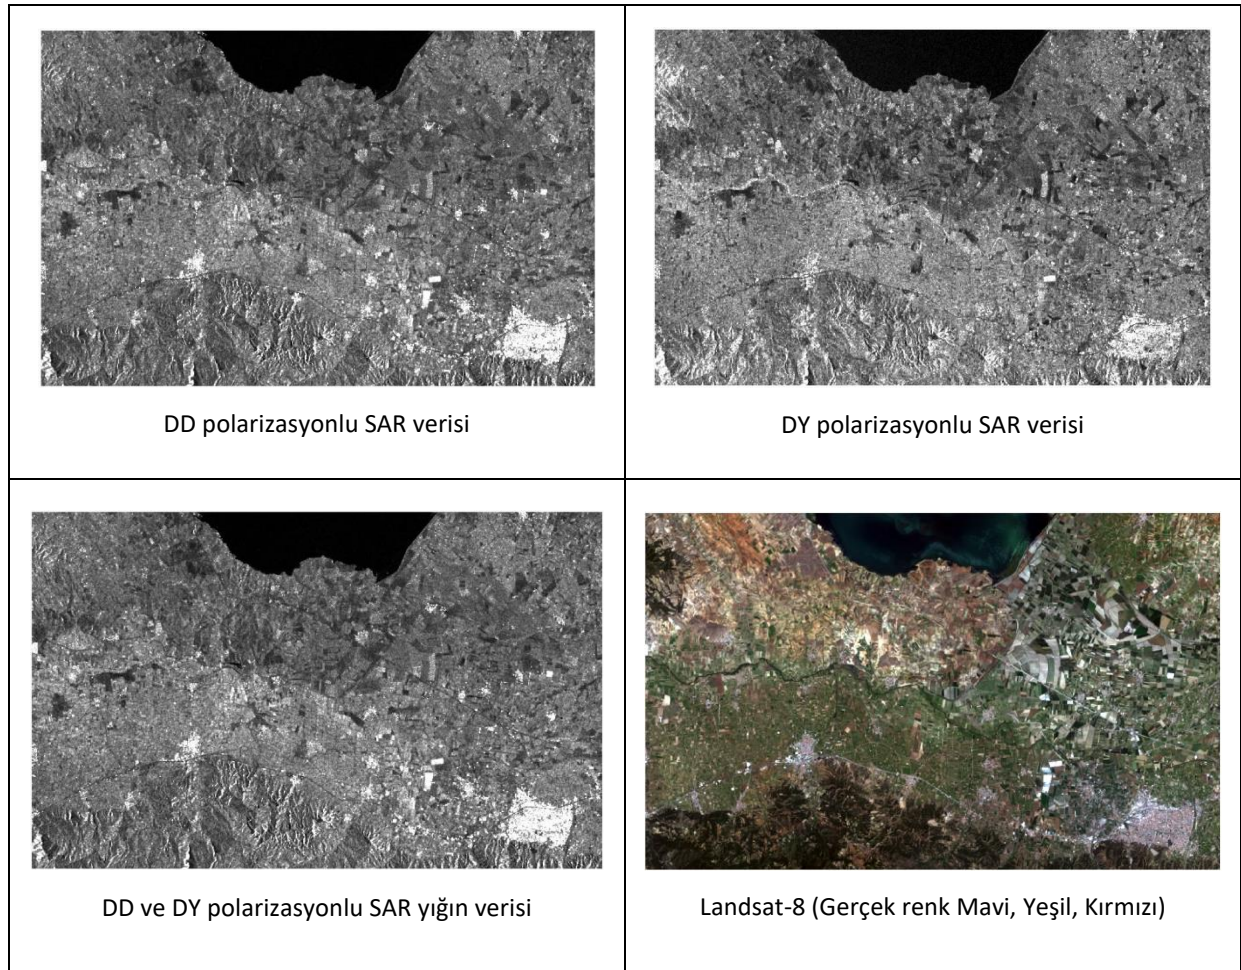 DD polarizasyonlu SAR verisi
DY polarizasyonlu SAR verisi
DD ve DY polarizasyonlu SAR yığın verisi
Landsat-8 (Gerçek renk Mavi, Yeşil, Kırmızı)